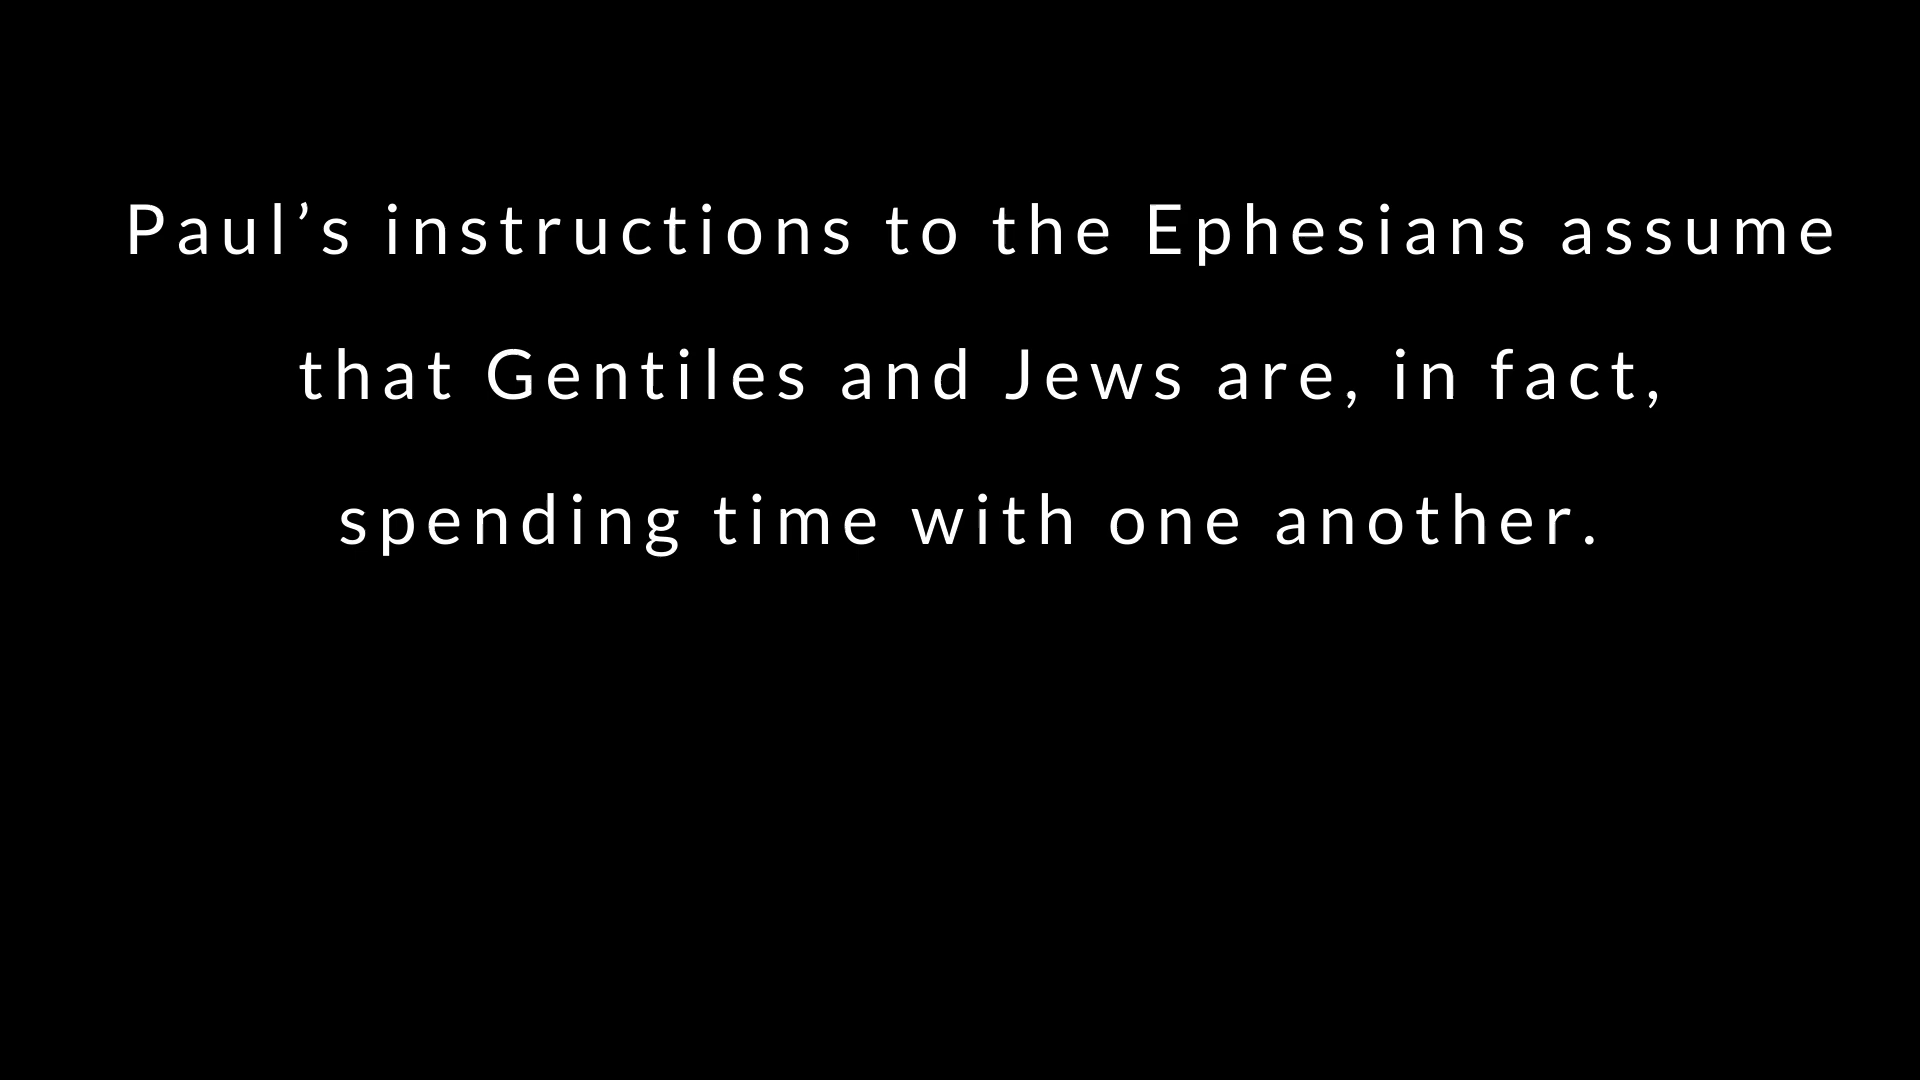 Paul’s instructions to the Ephesians assume
that Gentiles and Jews are, in fact,
spending time with one another.